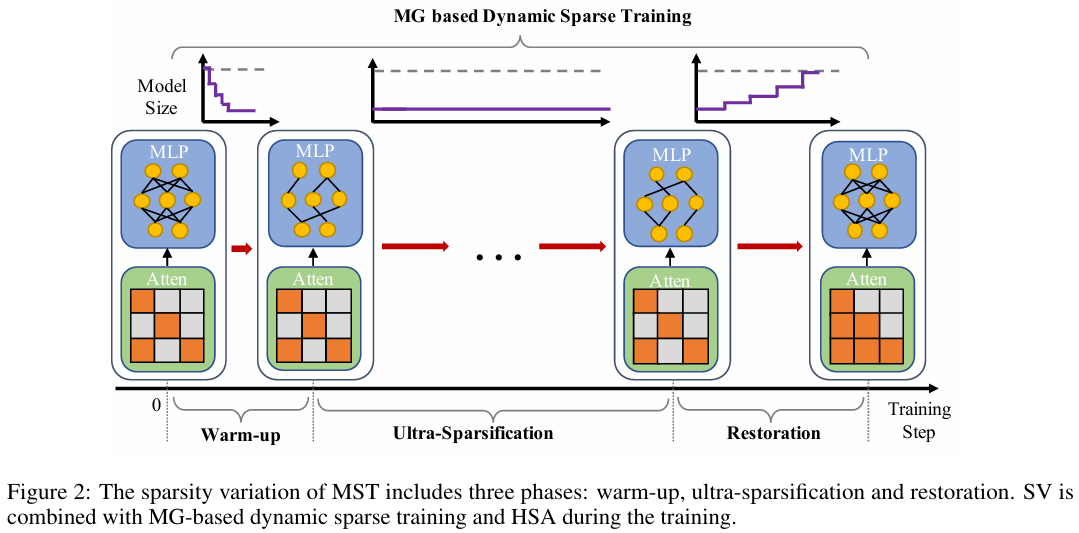 MG based Dynamic Sparse Training
Model
Size
MLP
MLP
MLP
MLP
. . .
Atten
Atten
Atten
Atten
0
Training
Step
Warm-up
Ultra-Sparsification
Restoration
Figure 2: The sparsity variation of MST includes three phases: warm-up, ultra-sparsification and restoration. SV is
combined with MG-based dynamic sparse training and HSA during the training.